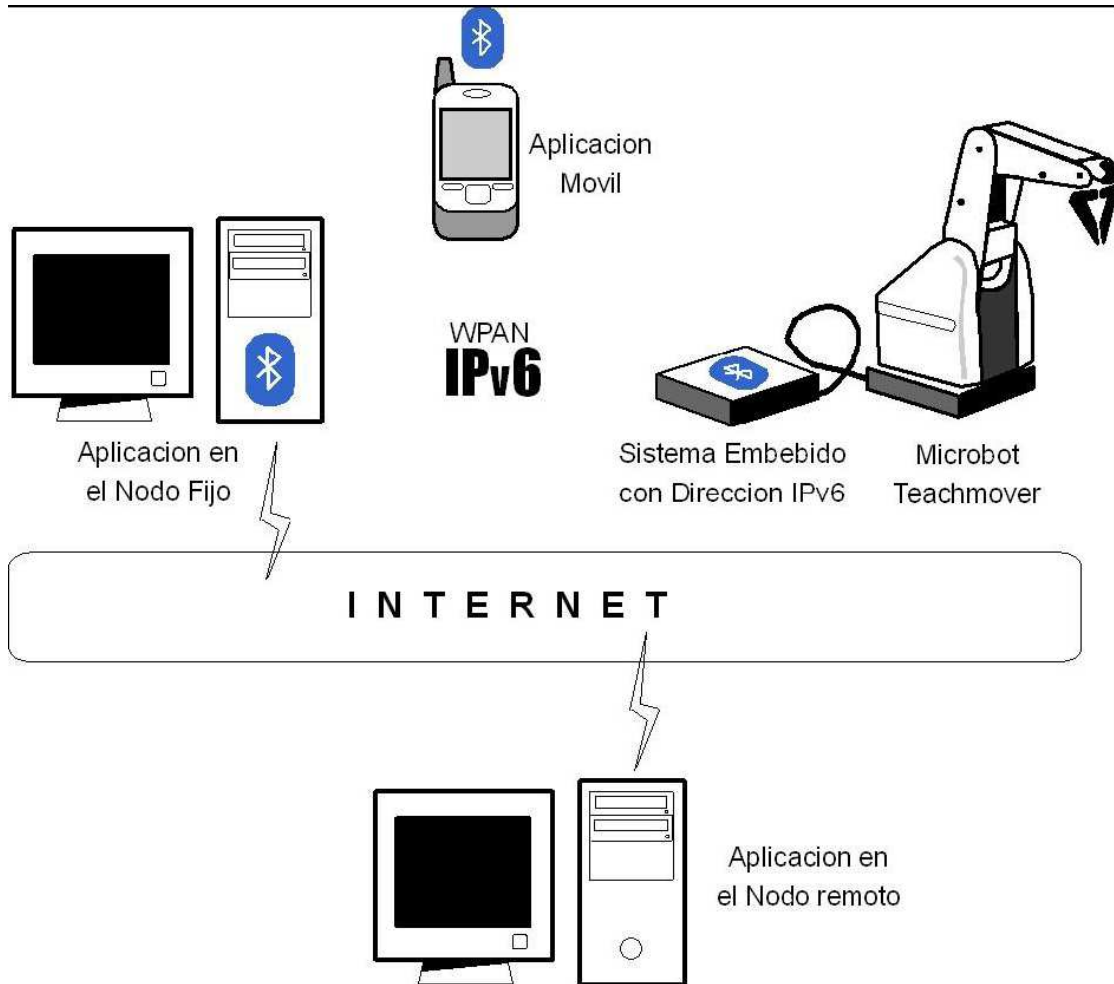 Aplicacion
Movil
WPAN
IPv6
Aplicacion en
el Nodo Fijo
Sistema Embebido
con Direccion IPv6
Microbot
Teachmover
I N T E R N E T
Aplicacion en
el Nodo remoto